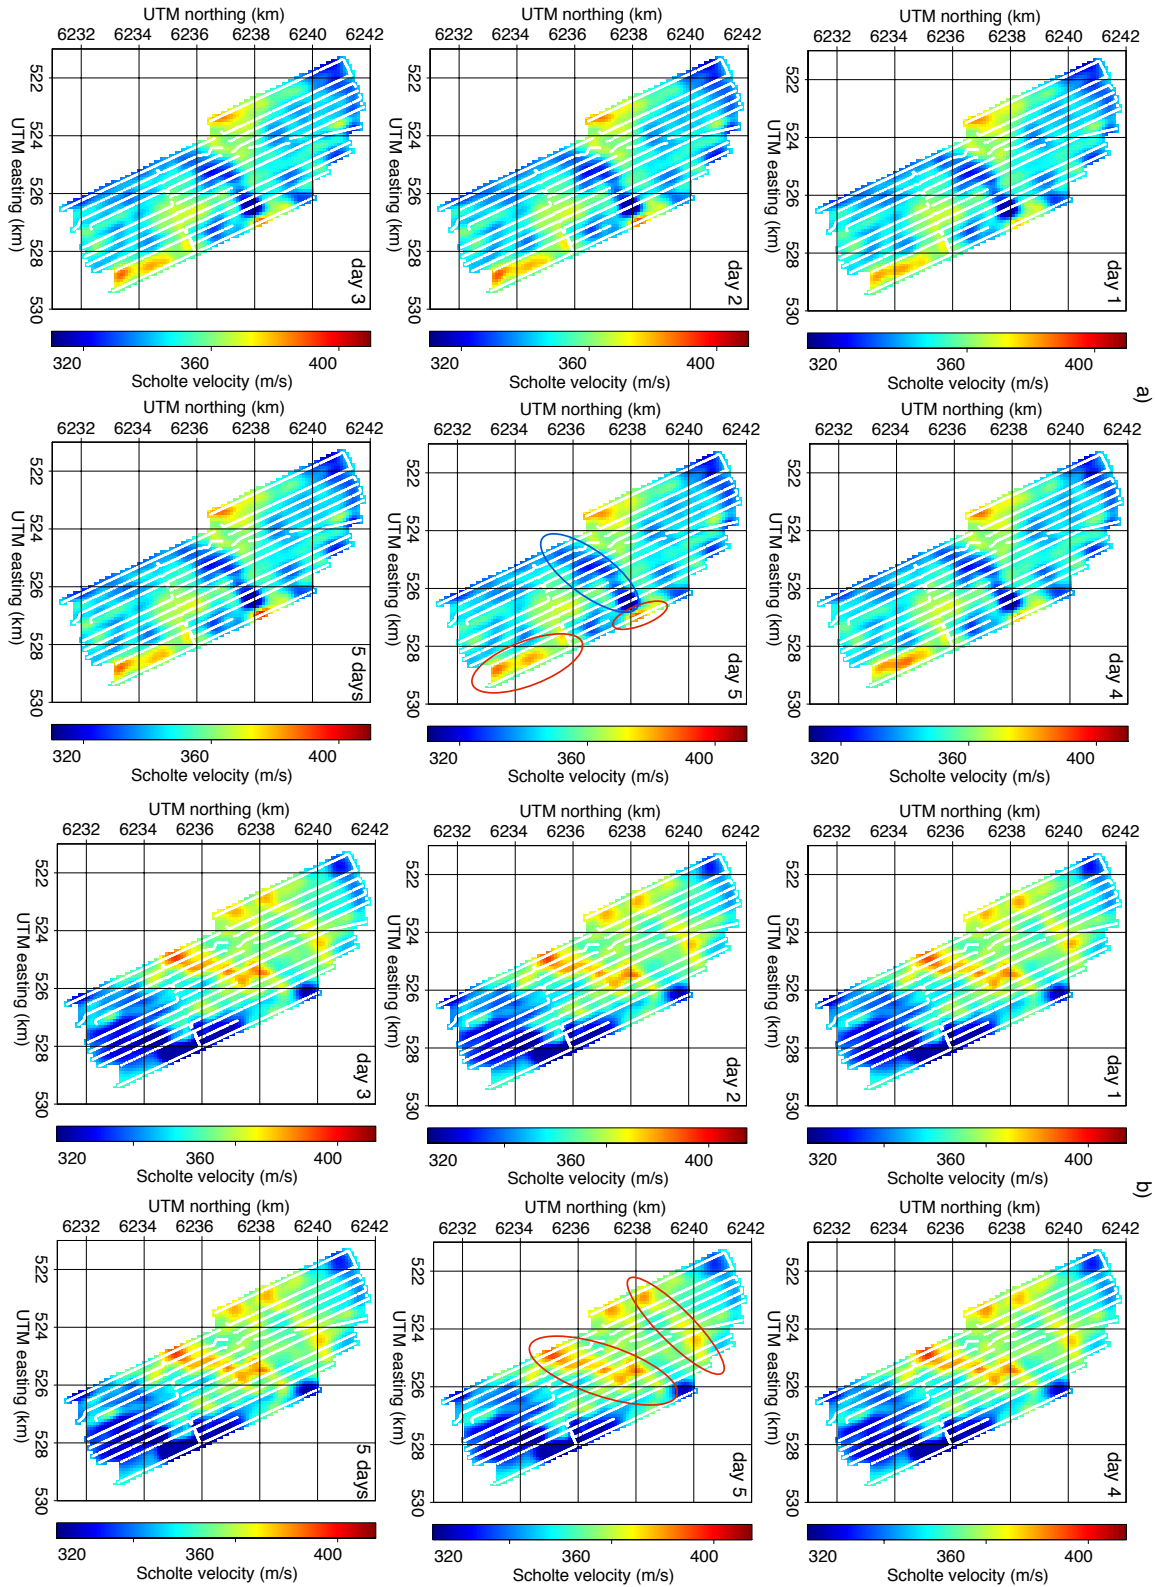 a)
UTM northing (km)
6232 6234 6236 6238 6240 6242
522 524 526 528 530
UTM easting (km)
day 1
320 360 400
Scholte velocity (m/s)
UTM northing (km)
6232 6234 6236 6238 6240 6242
522 524 526 528 530
UTM easting (km)
day 2
320 360 400
Scholte velocity (m/s)
UTM northing (km)
6232 6234 6236 6238 6240 6242
522 524 526 528 530
UTM easting (km)
day 3
320 360 400
Scholte velocity (m/s)
UTM northing (km)
6232 6234 6236 6238 6240 6242
522 524 526 528 530
UTM easting (km)
day 4
320 360 400
Scholte velocity (m/s)
UTM northing (km)
6232 6234 6236 6238 6240 6242
522 524 526 528 530
UTM easting (km)
day 5
320 360 400
Scholte velocity (m/s)
UTM northing (km)
6232 6234 6236 6238 6240 6242
522 524 526 528 530
UTM easting (km)
5 days
320 360 400
Scholte velocity (m/s)
b)
UTM northing (km)
6232 6234 6236 6238 6240 6242
522 524 526 528 530
UTM easting (km)
day 1
320 360 400
Scholte velocity (m/s)
UTM northing (km)
6232 6234 6236 6238 6240 6242
522 524 526 528 530
UTM easting (km)
day 2
320 360 400
Scholte velocity (m/s)
UTM northing (km)
6232 6234 6236 6238 6240 6242
522 524 526 528 530
UTM easting (km)
day 3
320 360 400
Scholte velocity (m/s)
UTM northing (km)
6232 6234 6236 6238 6240 6242
522 524 526 528 530
UTM easting (km)
day 4
320 360 400
Scholte velocity (m/s)
UTM northing (km)
6232 6234 6236 6238 6240 6242
522 524 526 528 530
UTM easting (km)
day 5
320 360 400
Scholte velocity (m/s)
UTM northing (km)
6232 6234 6236 6238 6240 6242
522 524 526 528 530
UTM easting (km)
5 days
320 360 400
Scholte velocity (m/s)